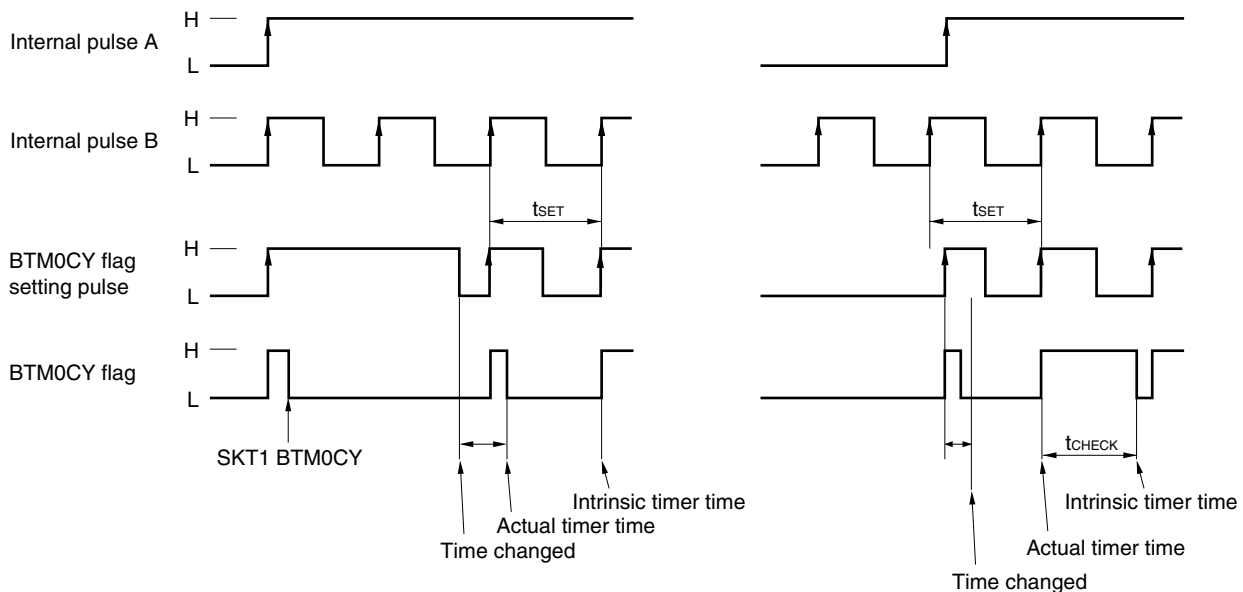 H
Internal pulse A
L
H
Internal pulse B
L
tSET
tSET
H
BTM0CY flag
setting pulse
L
H
BTM0CY flag
L
SKT1 BTM0CY
tCHECK
Intrinsic timer time
Actual timer time
Time changed
Intrinsic timer time
Actual timer time
Time changed